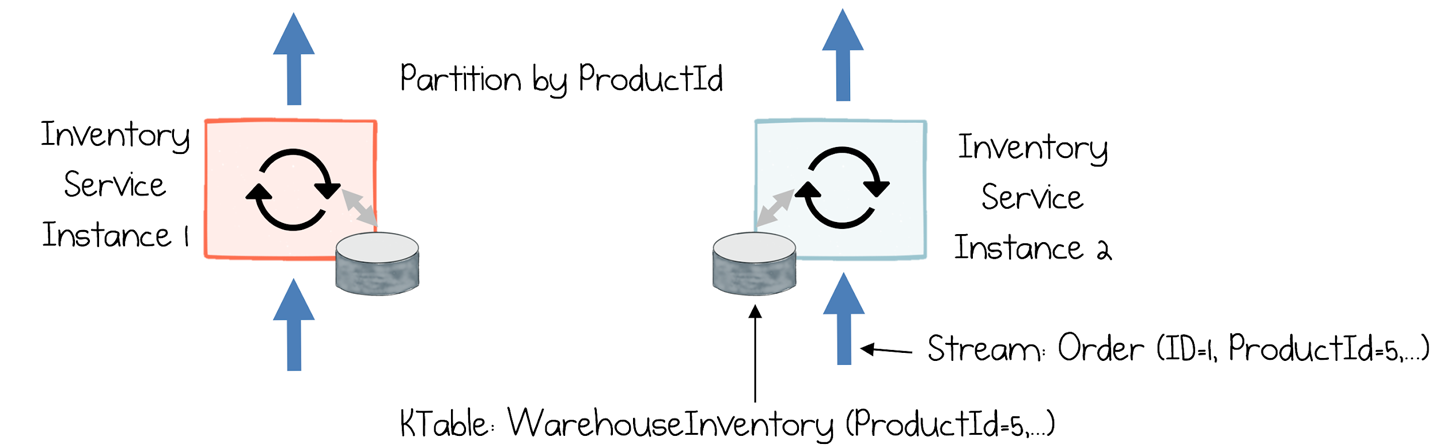 Partition by ProductId
Inventory
Service
Instance 1
Inventory
Service
Instance 2
Stream: Order (ID=1, ProductId=5,...)
KTable: WarehouseInventory (ProductId=5,...)